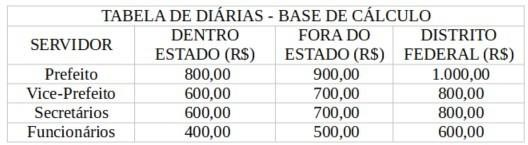 TABELA DE DIÁRIAS - BASE DE CÁLCULO
SERVIDOR DENTRO ESTADO (R$) FORA DO ESTADO (R$) DISTRITO FEDERAL (R$)
Prefeito 800,00 900,00 1.000,00
Vice-Prefeito 600,00 700,00 800,00
Secretários 600,00 700,00 800,00
Funcionários 400,00 500,00 600,00